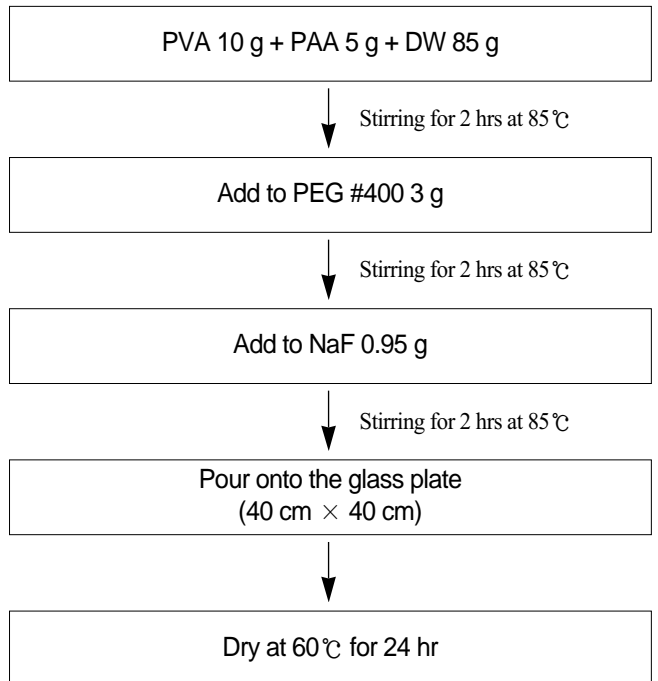 PVA 10 g + PAA 5 g + DW 85 g
Stirring for 2 hrs at 85℃
Add to PEG #400 3 g
Stirring for 2 hrs at 85℃
Add to NaF 0.95 g
Stirring for 2 hrs at 85℃
Pour onto the glass plate
(40 cm × 40 cm)
Dry at 60℃ for 24 hr